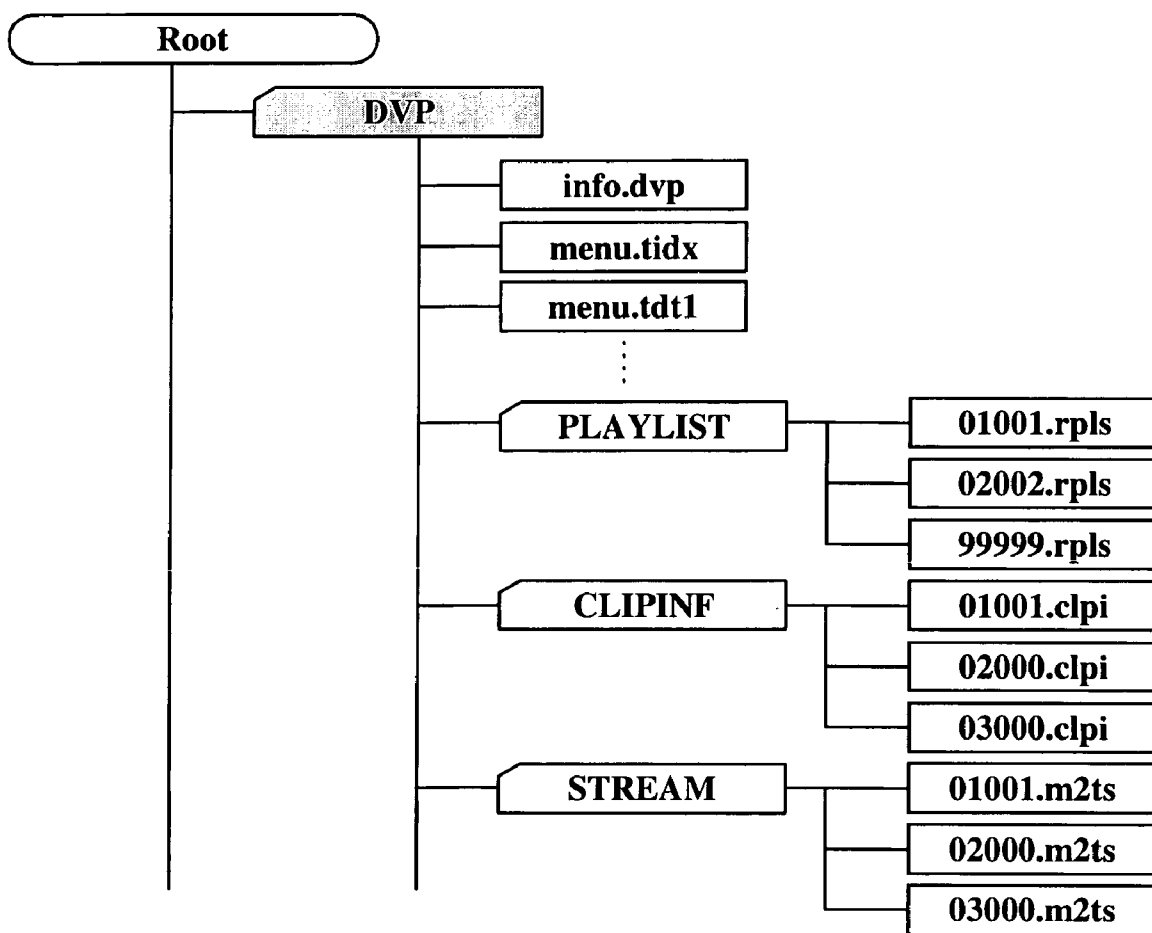 Root
DVP
info.dvp
menu.tidx
menu.tdt1
PLAYLIST
01001.rpls
02002.rpls
99999.rpls
CLIPINF
01001.clpi
02000.clpi
03000.clpi
STREAM
01001.m2ts
02000.m2ts
03000.m2ts